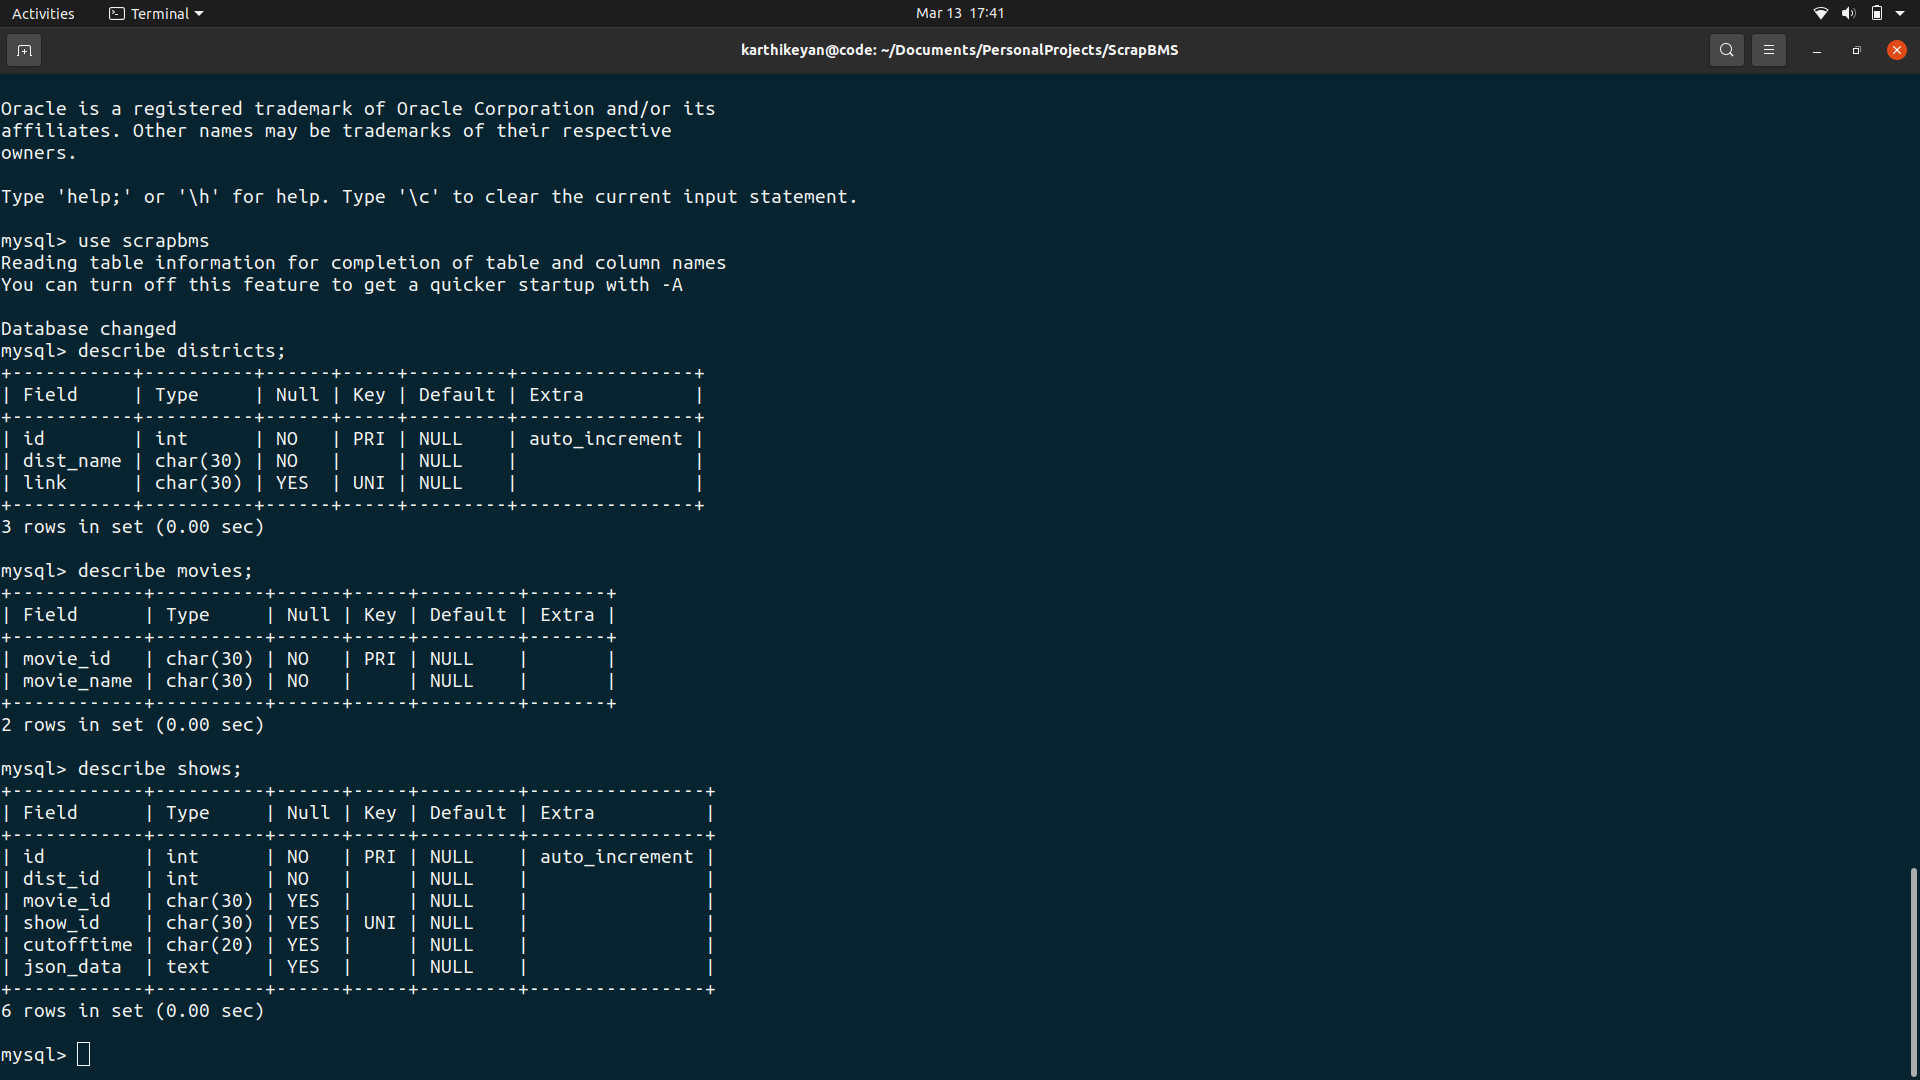 Activities Terminal Mar 13 17:41
karthikeyan@code: ~/Documents/PersonalProjects/ScrapBMS
Oracle is a registered trademark of Oracle Corporation and/or its
affiliates. Other names may be trademarks of their respective
owners.
Type 'help;' or '\h' for help. Type '\c' to clear the current input statement.
mysql> use scrapbms
Reading table information for completion of table and column names
You can turn off this feature to get a quicker startup with -A
Database changed
mysql> describe districts;
+-----------+----------+------+-----+---------+----------------+
| Field     | Type     | Null | Key | Default | Extra          |
+-----------+----------+------+-----+---------+----------------+
| id        | int      | NO   | PRI | NULL    | auto_increment |
| dist_name | char(30) | NO   |     | NULL    |                |
| link      | char(30) | YES  | UNI | NULL    |                |
+-----------+----------+------+-----+---------+----------------+
3 rows in set (0.00 sec)
mysql> describe movies;
+------------+----------+------+-----+---------+-------+
| Field      | Type     | Null | Key | Default | Extra |
+------------+----------+------+-----+---------+-------+
| movie_id   | char(30) | NO   | PRI | NULL    |       |
| movie_name | char(30) | NO   |     | NULL    |       |
+------------+----------+------+-----+---------+-------+
2 rows in set (0.00 sec)
mysql> describe shows;
+------------+----------+------+-----+---------+----------------+
| Field      | Type     | Null | Key | Default | Extra          |
+------------+----------+------+-----+---------+----------------+
| id         | int      | NO   | PRI | NULL    | auto_increment |
| dist_id    | int      | NO   |     | NULL    |                |
| movie_id   | char(30) | YES  |     | NULL    |                |
| show_id    | char(30) | YES  | UNI | NULL    |                |
| cutofftime | char(20) | YES  |     | NULL    |                |
| json_data  | text     | YES  |     | NULL    |                |
+------------+----------+------+-----+---------+----------------+
6 rows in set (0.00 sec)
mysql>